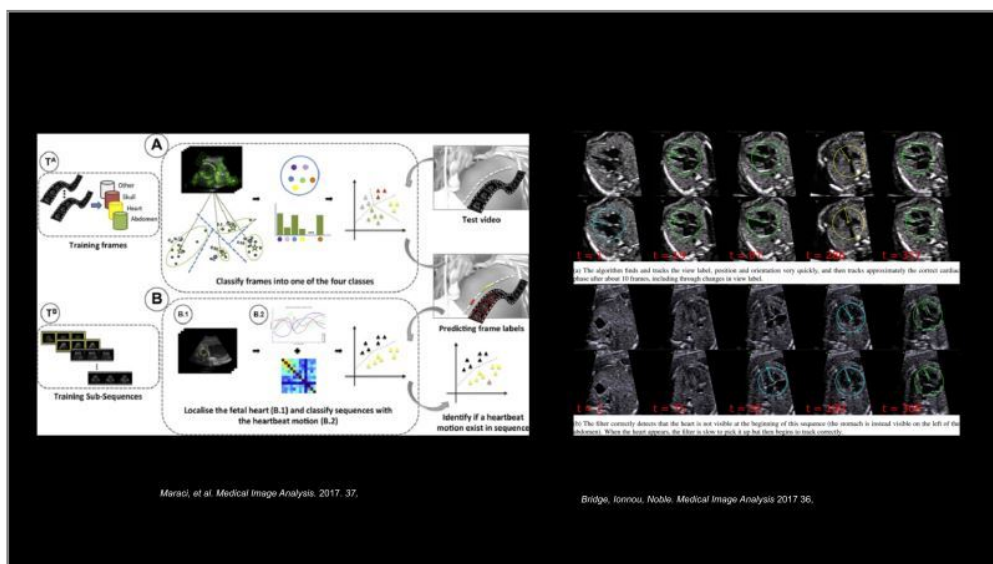 A
T^A
Other
Skull
Heart
Abdomen
Training frames
Test video
Classify frames into one of the four classes
B
T^B
B.1
B.2
Predicting frame labels
Training Sub-Sequences
Localise the fetal heart (B.1) and classify sequences with
the heartbeat motion (B.2)
Identify if a heartbeat
motion exist in sequence
Maraci, et al. Medical Image Analysis. 2017. 37.
(a) The algorithm finds and tracks the view label, position and orientation very quickly, and then tracks approximately the correct cardiac
phase after about 10 frames, including through changes in view label.
(b) The filter correctly detects that the heart is not visible at the beginning of this sequence (the stomach is instead visible on the left of the
abdomen). When the heart appears, the filter is slow to pick it up but then begins to track correctly.
Bridge, Ionnou, Noble. Medical Image Analysis 2017 36.